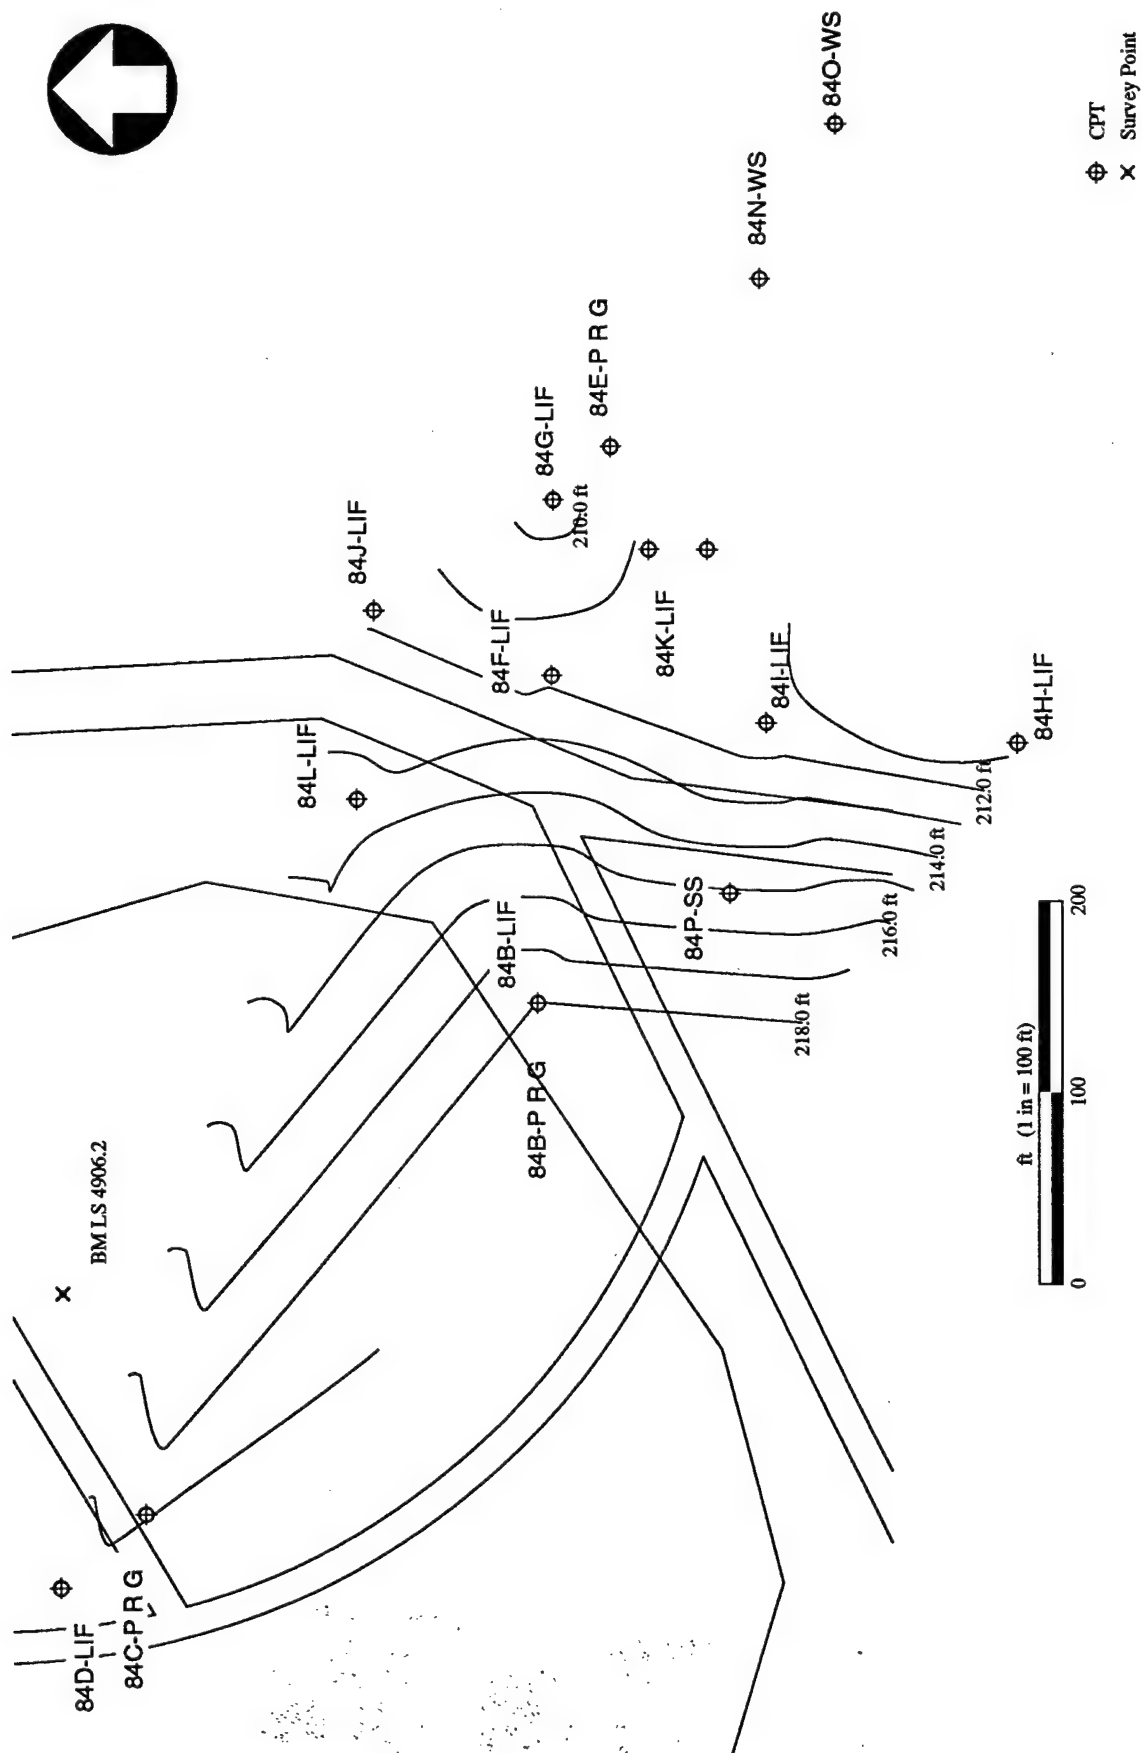 84O-WS
84N-WS
84E-P R G
84G-LIF
210.0 ft
84J-LIF
84F-LIF
84K-LIF
84I-LIF
84H-LIF
84L-LIF
212.0 ft
214.0 ft
84P-SS
216.0 ft
84B-LIF
218.0 ft
84B-P R G
BM LS 4906.2
84C-P R G
84D-LIF
ft (1 in = 100 ft)
0 100 200
CPT
Survey Point